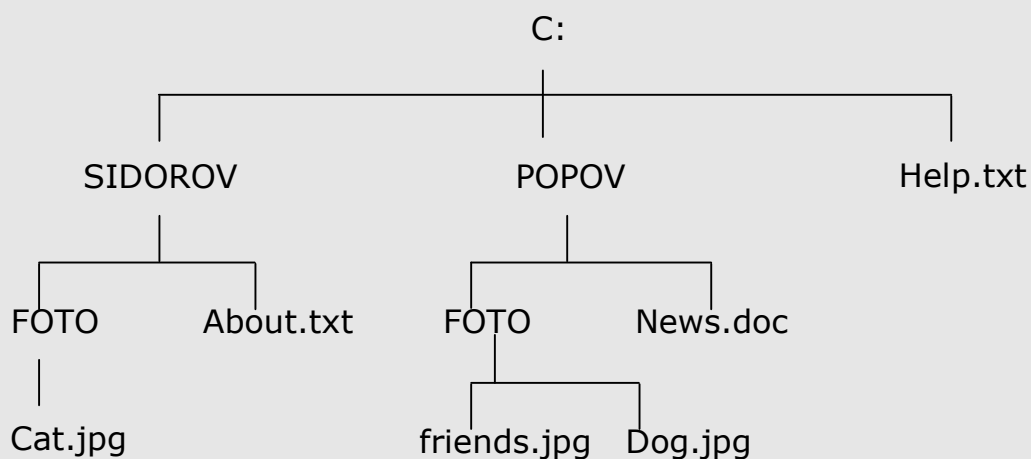 C:
SIDOROV POPOV Help.txt
FOTO About.txt FOTO News.doc
Cat.jpg friends.jpg Dog.jpg